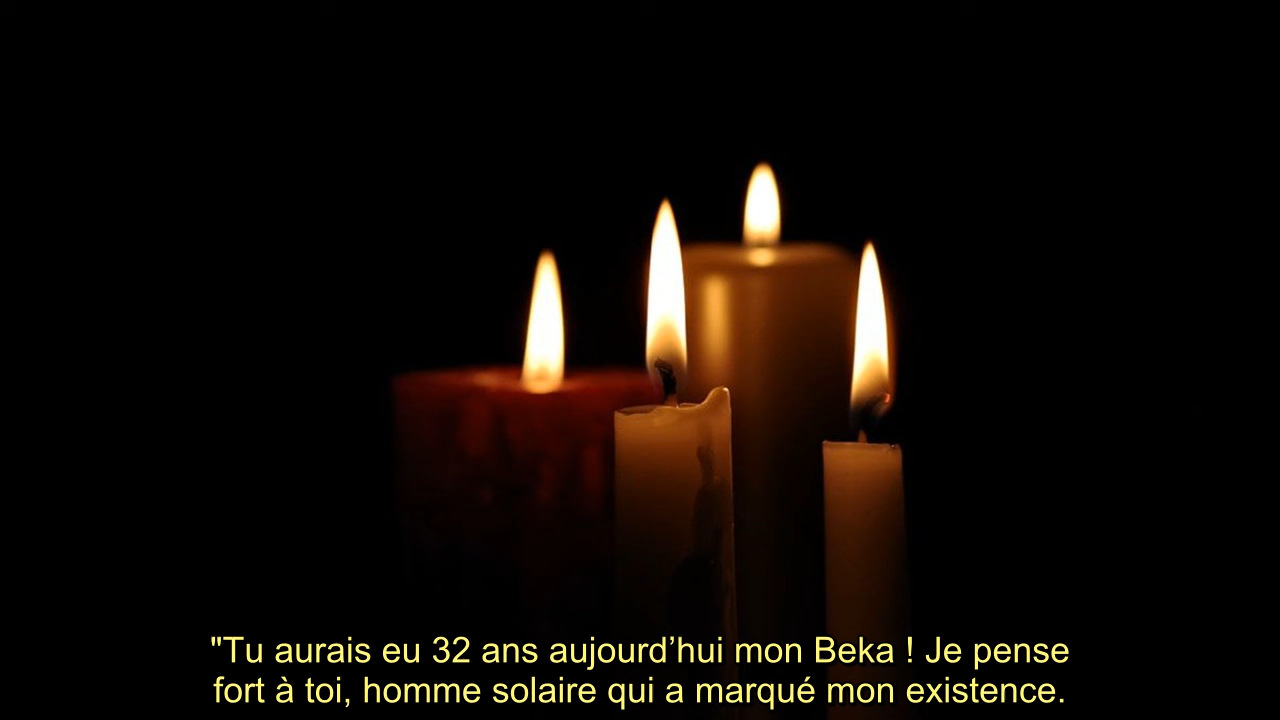 "Tu aurais eu 32 ans aujourd’hui mon Beka ! Je pense
fort à toi, homme solaire qui a marqué mon existence.